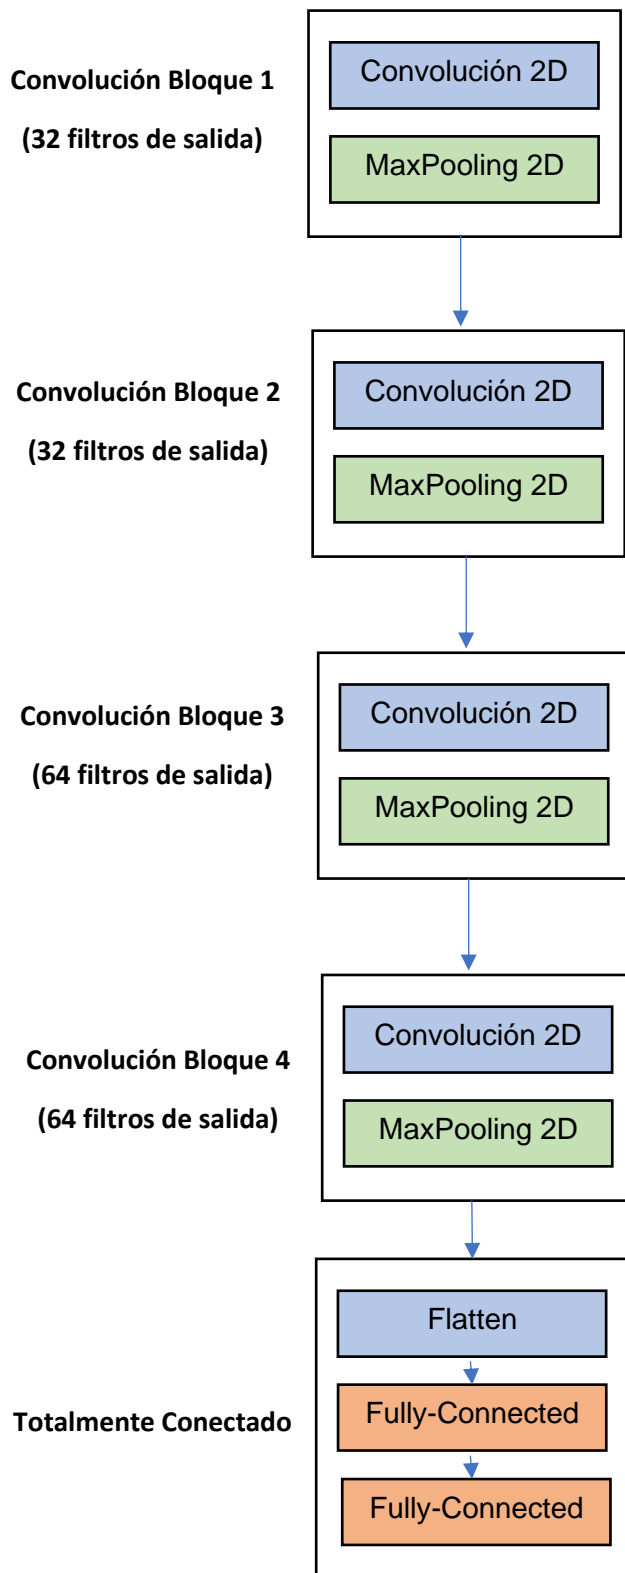 Convolución Bloque 1
(32 filtros de salida)
Convolución 2D
MaxPooling 2D
Convolución Bloque 2
(32 filtros de salida)
Convolución 2D
MaxPooling 2D
Convolución Bloque 3
(64 filtros de salida)
Convolución 2D
MaxPooling 2D
Convolución Bloque 4
(64 filtros de salida)
Convolución 2D
MaxPooling 2D
Totalmente Conectado
Flatten
Fully-Connected
Fully-Connected